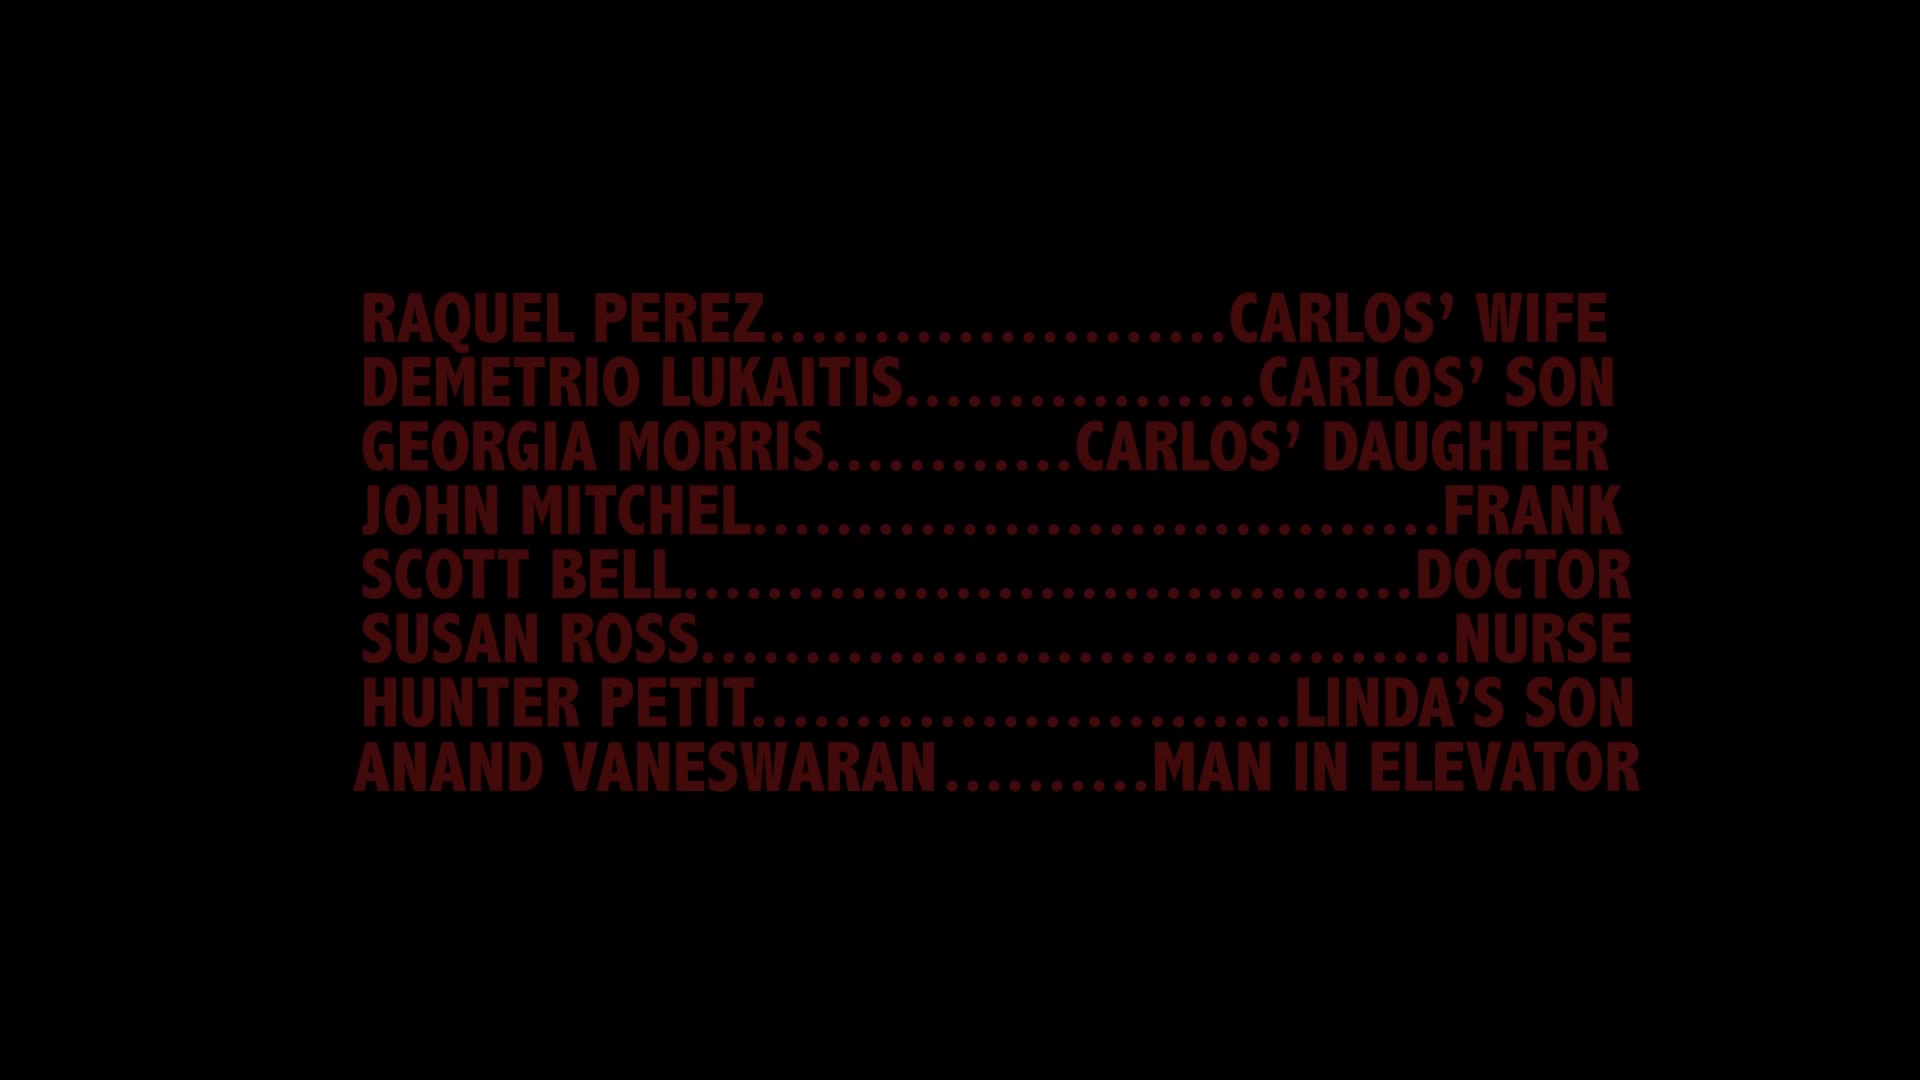 RAQUEL PEREZ......................CARLOS’ WIFE
DEMETRIO LUKAITIS.................CARLOS’ SON
GEORGIA MORRIS............CARLOS’ DAUGHTER
JOHN MITCHEL.................................FRANK
SCOTT BELL...................................DOCTOR
SUSAN ROSS....................................NURSE
HUNTER PETIT..........................LINDA’S SON
ANAND VANESWARAN..........MAN IN ELEVATOR